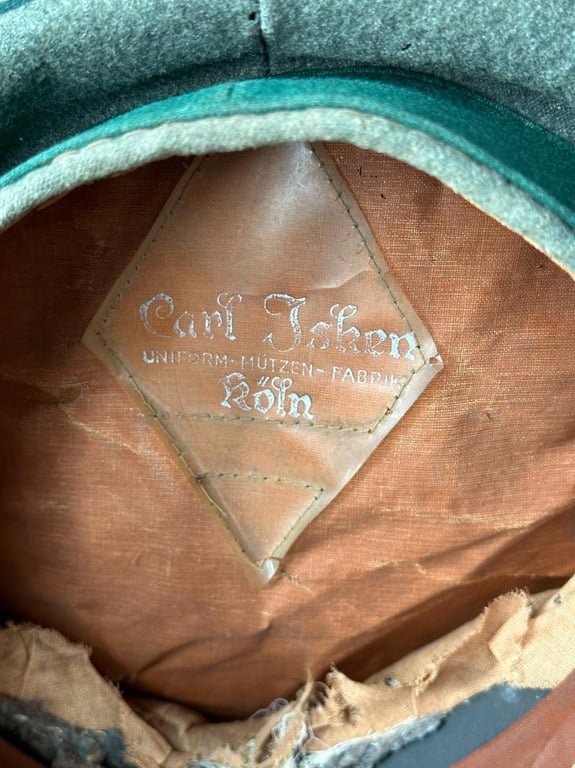 Carl Isken
UNIFORM-MÜTZEN-FABRIK
Köln